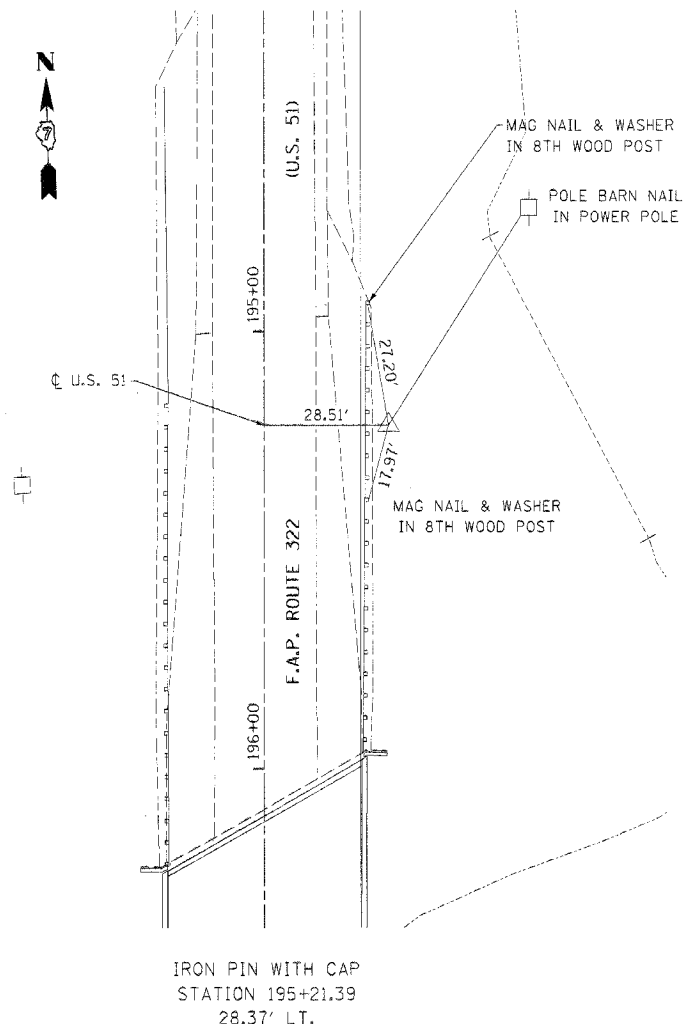 N
7
(U.S. 51)
MAG NAIL & WASHER
IN 8TH WOOD POST
POLE BARN NAIL
IN POWER POLE
195+00
27.20'
℄ U.S. 51
28.51'
17.97'
MAG NAIL & WASHER
IN 8TH WOOD POST
F.A.P. ROUTE 322
196+00
IRON PIN WITH CAP
STATION 195+21.39
28.37' LT.